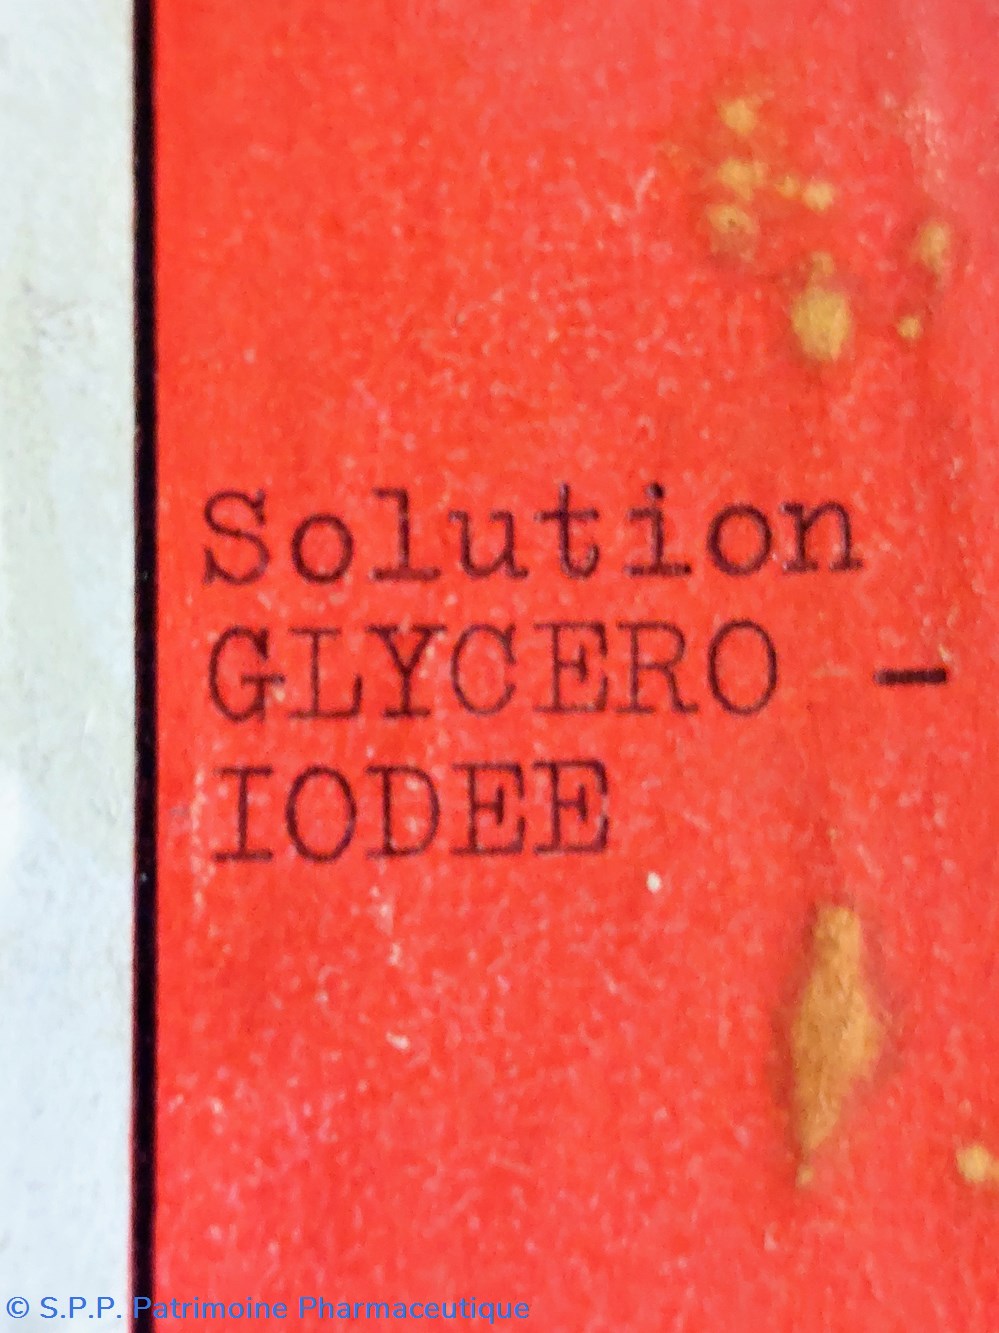 Solution
GLYCERO -
IODEE
© S.P.P. Patrimoine Pharmaceutique